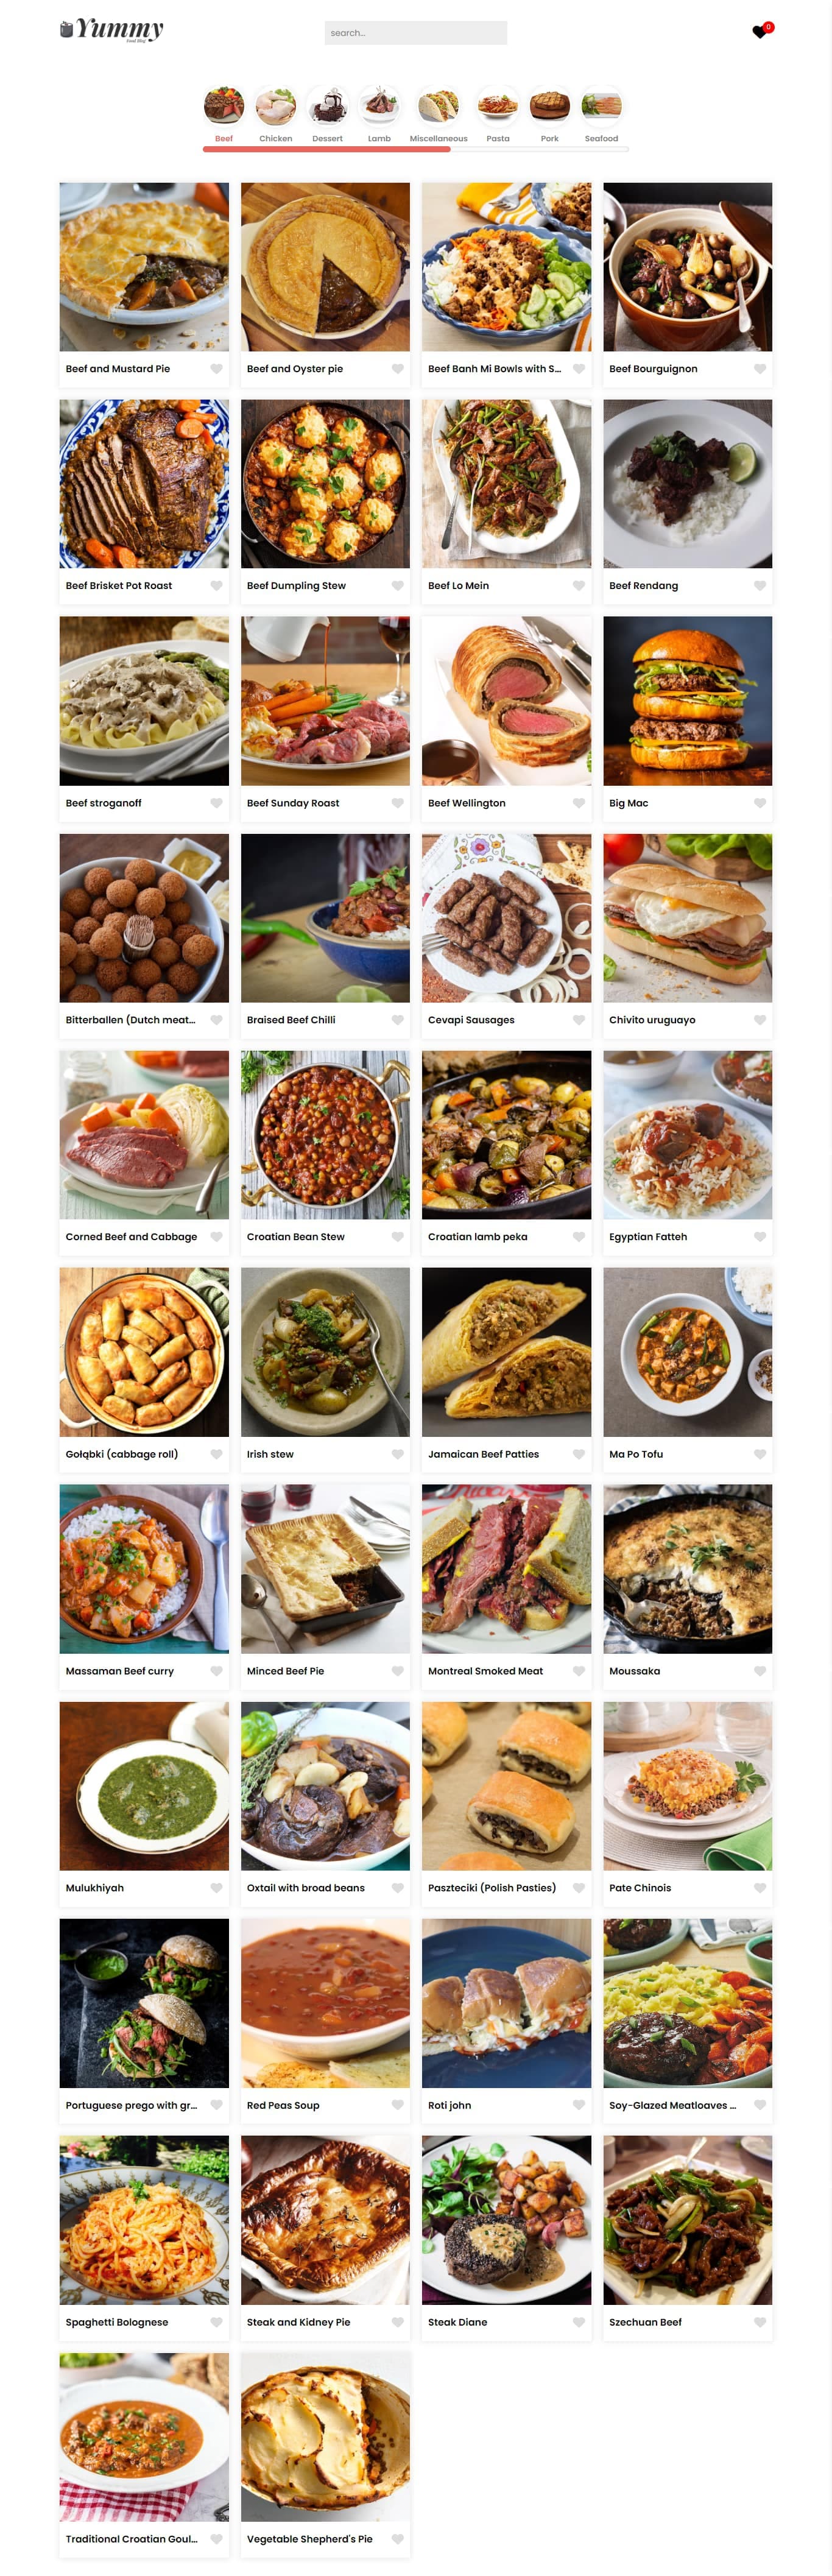 Yummy
Food Blog
search...
0
Beef
Chicken
Dessert
Lamb
Miscellaneous
Pasta
Pork
Seafood
Beef and Mustard Pie
Beef and Oyster pie
Beef Banh Mi Bowls with S...
Beef Bourguignon
Beef Brisket Pot Roast
Beef Dumpling Stew
Beef Lo Mein
Beef Rendang
Beef stroganoff
Beef Sunday Roast
Beef Wellington
Big Mac
Bitterballen (Dutch meat...
Braised Beef Chilli
Cevapi Sausages
Chivito uruguayo
Corned Beef and Cabbage
Croatian Bean Stew
Croatian lamb peka
Egyptian Fatteh
Gołąbki (cabbage roll)
Irish stew
Jamaican Beef Patties
Ma Po Tofu
Massaman Beef curry
Minced Beef Pie
Montreal Smoked Meat
Moussaka
Mulukhiyah
Oxtail with broad beans
Paszteciki (Polish Pasties)
Pate Chinois
Portuguese prego with gr...
Red Peas Soup
Roti john
Soy-Glazed Meatloaves ...
Spaghetti Bolognese
Steak and Kidney Pie
Steak Diane
Szechuan Beef
Traditional Croatian Goul...
Vegetable Shepherd's Pie